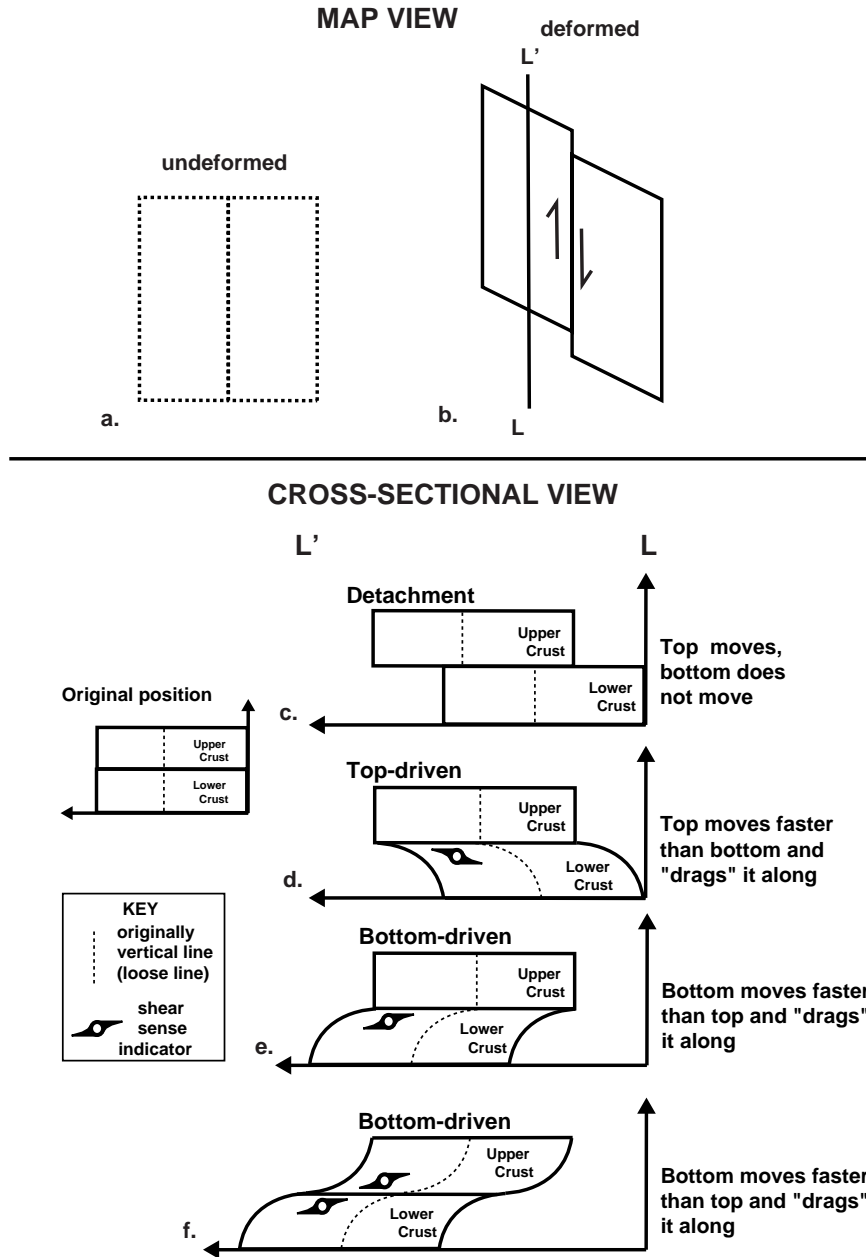 MAP VIEW
deformed
L'
undeformed
a.
b.
L
CROSS-SECTIONAL VIEW
L'
L
Detachment
Upper
Crust
Lower
Crust
Top moves,
bottom does
not move
c.
Original position
Upper
Crust
Lower
Crust
Top-driven
Upper
Crust
Lower
Crust
Top moves faster
than bottom and
"drags" it along
d.
KEY
originally
vertical line
(loose line)
shear
sense
indicator
Bottom-driven
Upper
Crust
Lower
Crust
Bottom moves faster
than top and "drags"
it along
e.
Bottom-driven
Upper
Crust
Lower
Crust
Bottom moves faster
than top and "drags"
it along
f.